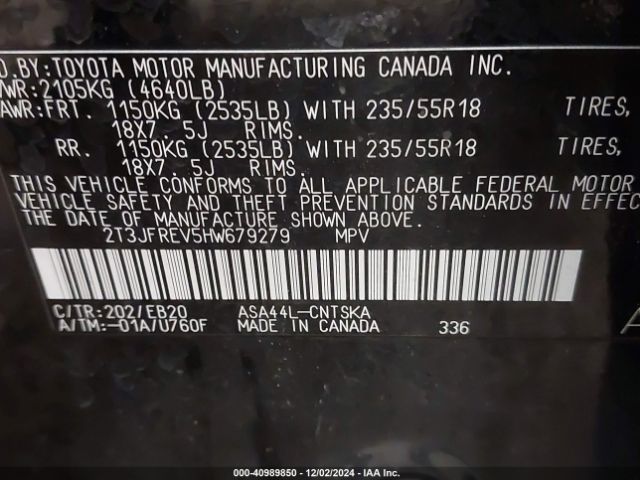 D. BY:TOYOTA MOTOR MANUFACTURING CANADA INC.
WR:2105KG (4640LB)
AWR:FRT. 1150KG (2535LB) WITH 235/55R18 TIRES,
18X7. 5J RIMS.
RR. 1150KG (2535LB) WITH 235/55R18 TIRES,
18X7. 5J RIMS.
THIS VEHICLE CONFORMS TO ALL APPLICABLE FEDERAL MOTOR
VEHICLE SAFETY AND THEFT PREVENTION STANDARDS IN EFFEC
THE DATE OF MANUFACTURE SHOWN ABOVE.
2T3JFREV5HW679279 MPV
C/TR:202/EB20 ASA44L-CNTSKA
A/TM:-01A/U760F MADE IN CANADA 336
000-40989850 - 12/02/2024 - IAA Inc.